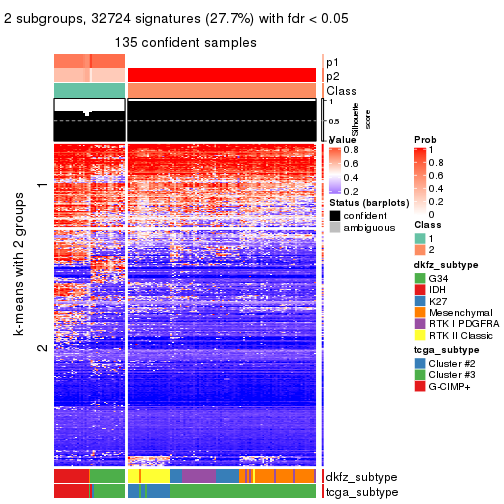 2 subgroups, 32724 signatures (27.7%) with fdr < 0.05
135 confident samples
p1
p2
Class
1
0.5
0
Silhouette
score
k-means with 2 groups
1
2
dkfz_subtype
tcga_subtype
Value
0.8
0.6
0.4
0.2
Status (barplots)
confident
ambiguous
Prob
1
0.8
0.6
0.4
0.2
0
Class
1
2
dkfz_subtype
G34
IDH
K27
Mesenchymal
RTK I PDGFRA
RTK II Classic
tcga_subtype
Cluster #2
Cluster #3
G-CIMP+